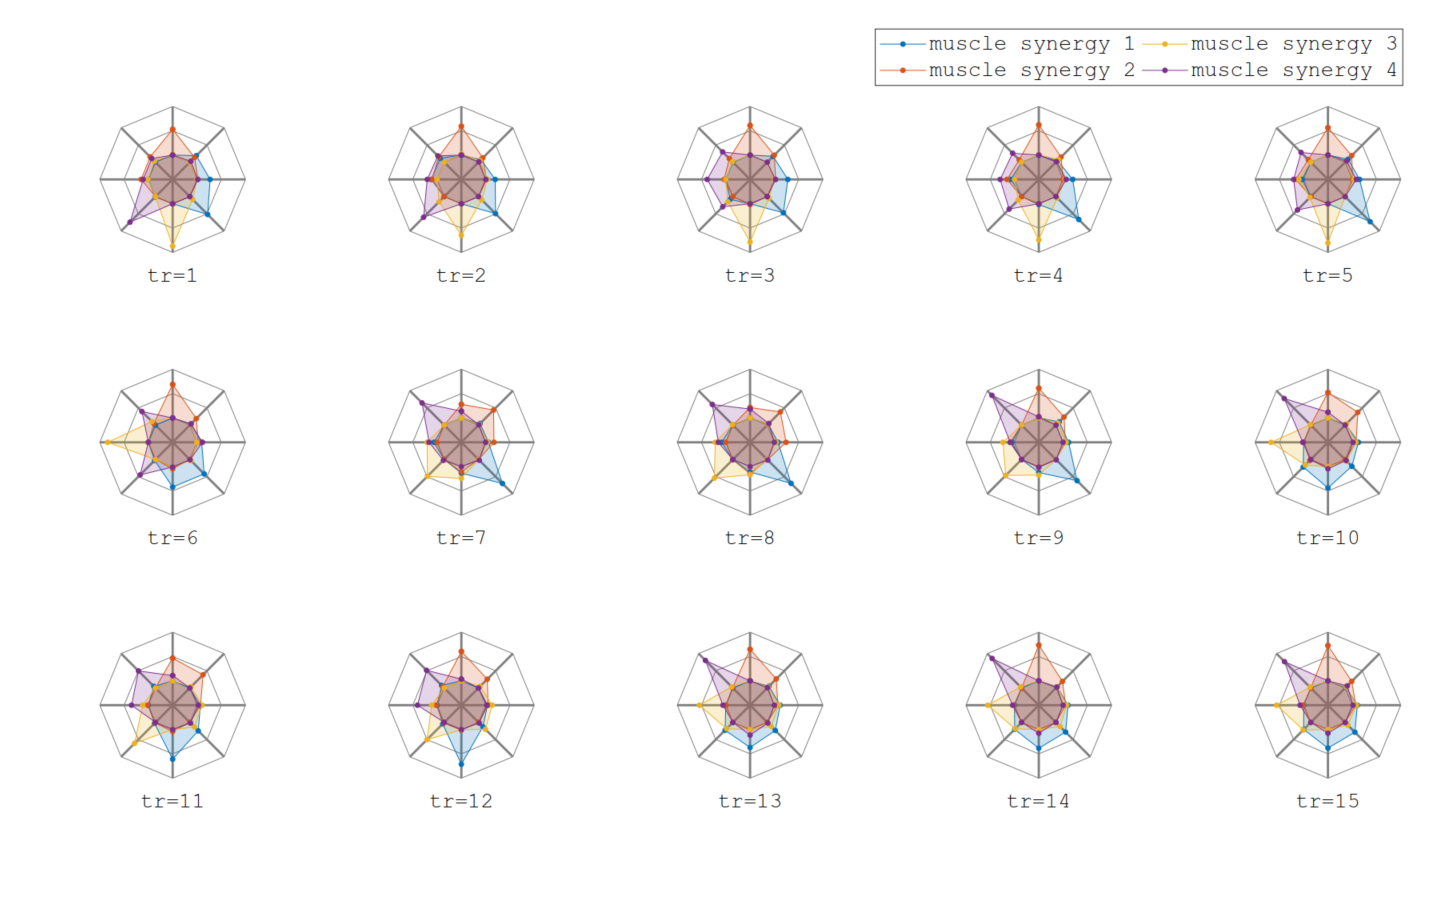 muscle synergy 1 muscle synergy 3
muscle synergy 2 muscle synergy 4
tr=1 tr=2 tr=3 tr=4 tr=5
tr=6 tr=7 tr=8 tr=9 tr=10
tr=11 tr=12 tr=13 tr=14 tr=15